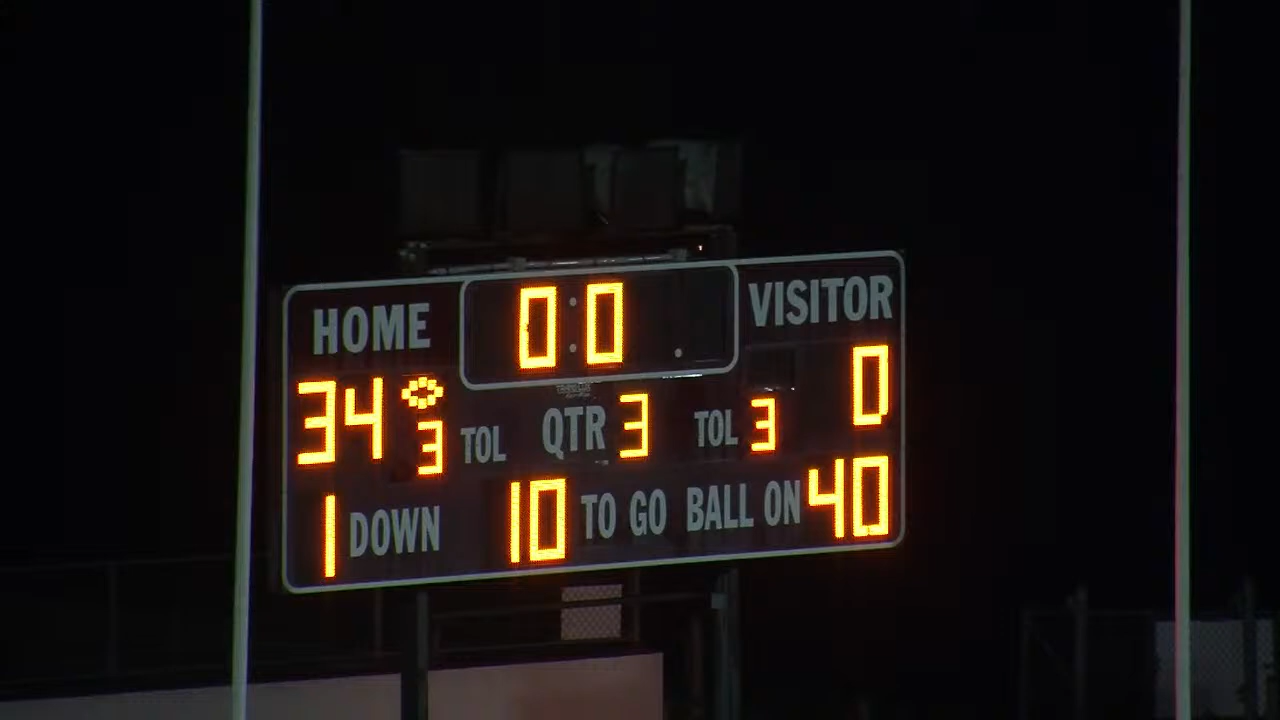 HOME 0:0 VISITOR
34 3 TOL QTR 3 TOL 3 0
1 DOWN 10 TO GO BALL ON 40